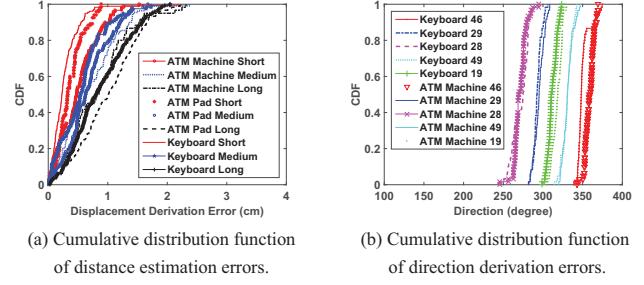 1
0.8
0.6
0.4
0.2
0
CDF
0 1 2 3 4
Displacement Derivation Error (cm)
ATM Machine Short
ATM Machine Medium
ATM Machine Long
ATM Pad Short
ATM Pad Medium
ATM Pad Long
Keyboard Short
Keyboard Medium
Keyboard Long
(a) Cumulative distribution function
of distance estimation errors.
1
0.8
0.6
0.4
0.2
0
CDF
100 150 200 250 300 350 400
Direction (degree)
Keyboard 46
Keyboard 29
Keyboard 28
Keyboard 49
Keyboard 19
ATM Machine 46
ATM Machine 29
ATM Machine 28
ATM Machine 49
ATM Machine 19
(b) Cumulative distribution function
of direction derivation errors.